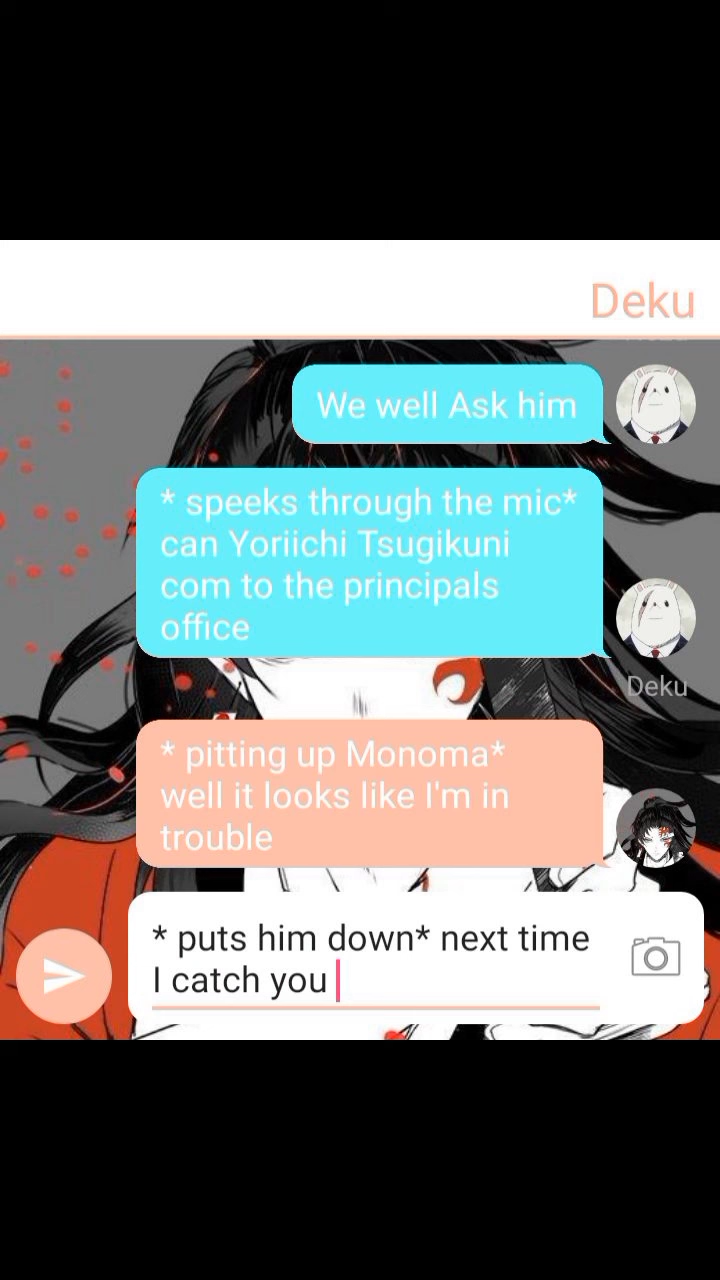 Deku
We well Ask him
* speeks through the mic*
can Yoriichi Tsugikuni
com to the principals
office
Deku
* pitting up Monoma*
well it looks like I'm in
trouble
* puts him down* next time
I catch you